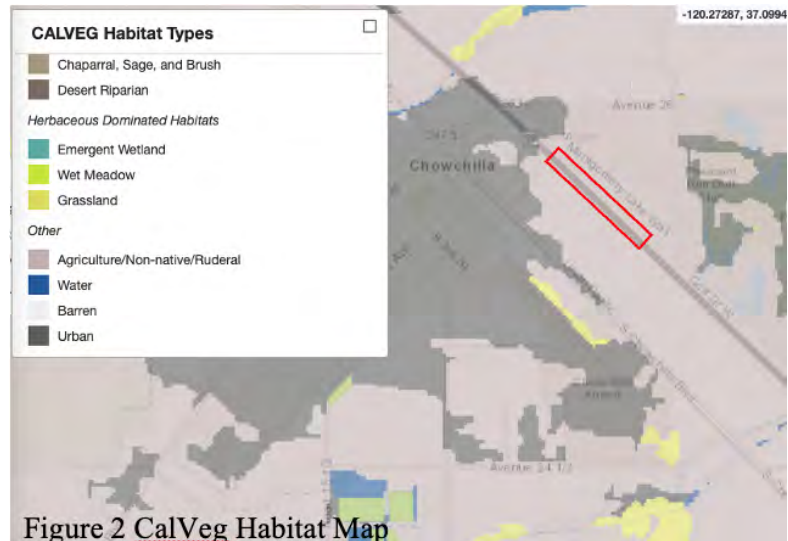 CALVEG Habitat Types
Chaparral, Sage, and Brush
Desert Riparian
Herbaceous Dominated Habitats
Emergent Wetland
Wet Meadow
Grassland
Other
Agriculture/Non-native/Ruderal
Water
Barren
Urban
-120.27287, 37.0994
Avenue 26
Chowchilla
Avenue 24 1/2
Figure 2 CalVeg Habitat Map